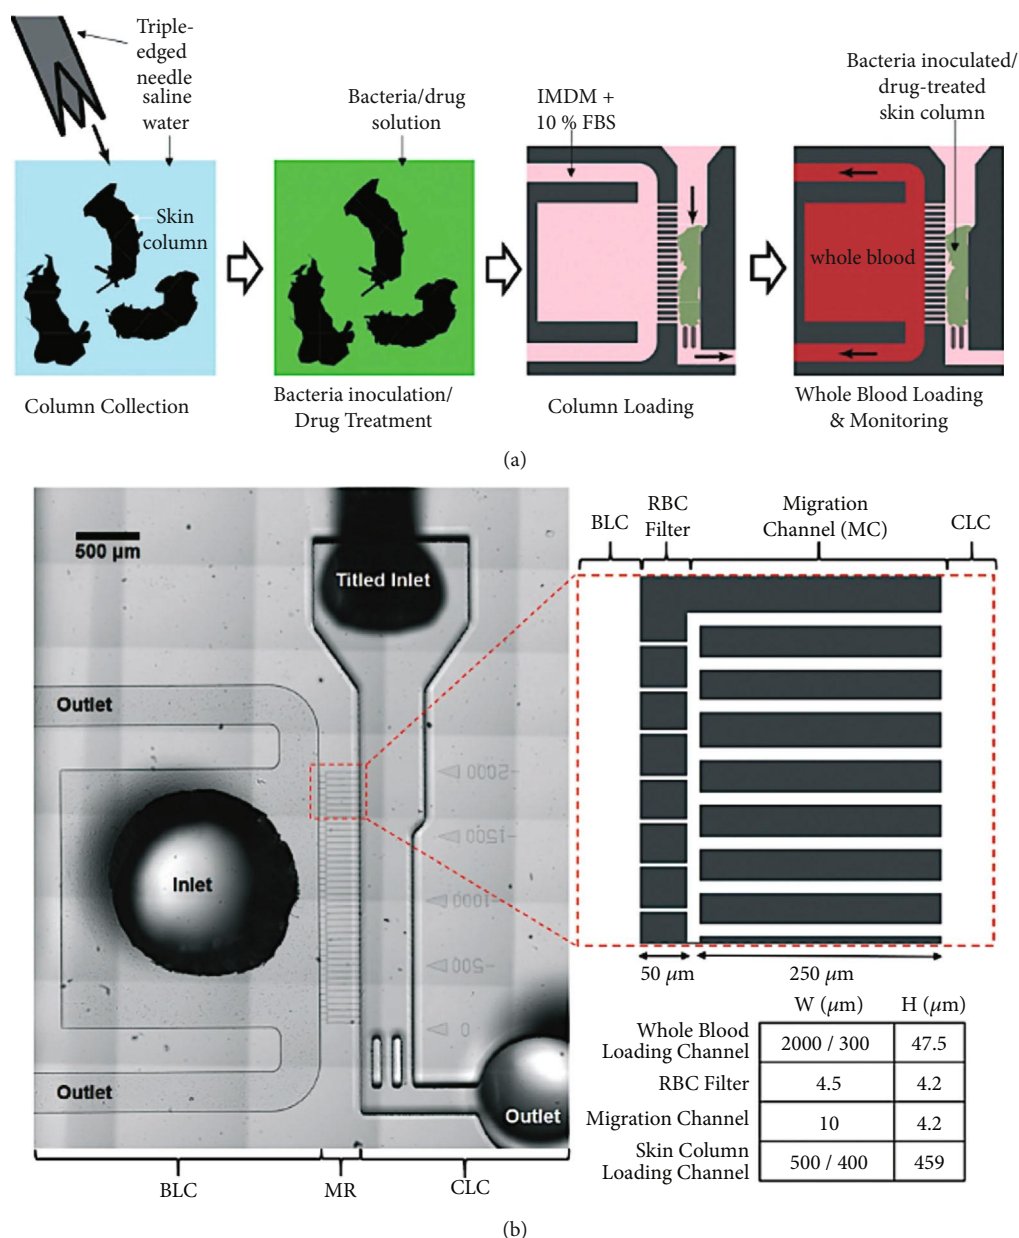 Triple-
edged
needle
saline
water
Skin
column
Column Collection
Bacteria/drug
solution
Bacteria inoculation/
Drug Treatment
IMDM +
10 % FBS
Column Loading
Bacteria inoculated/
drug-treated
skin column
whole blood
Whole Blood Loading
& Monitoring
(a)
500 μm
Titled Inlet
Outlet
Inlet
Outlet
Outlet
2000
1500
1000
500
0
BLC
MR
CLC
BLC
RBC
Filter
Migration
Channel (MC)
CLC
50 μm
250 μm
W (μm) H (μm)
Whole Blood
Loading Channel 2000 / 300 47.5
RBC Filter 4.5 4.2
Migration Channel 10 4.2
Skin Column
Loading Channel 500 / 400 459
(b)